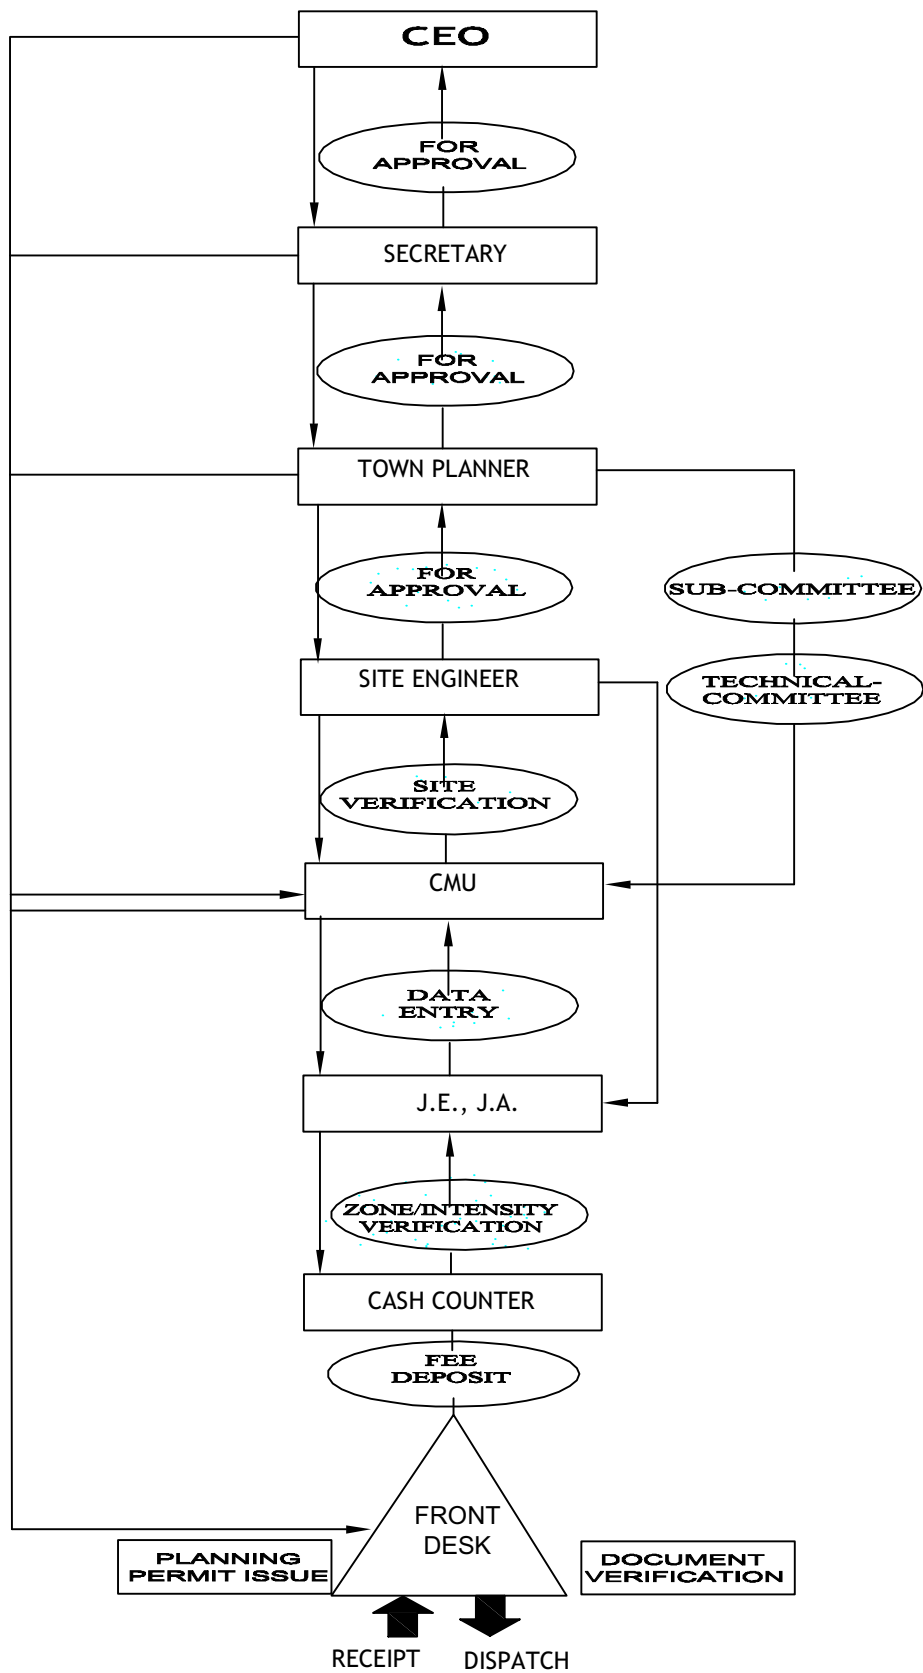 CEO
FOR
APPROVAL
SECRETARY
FOR
APPROVAL
TOWN PLANNER
FOR
APPROVAL
SUB-COMMITTEE
SITE ENGINEER
TECHNICAL-
COMMITTEE
SITE
VERIFICATION
CMU
DATA
ENTRY
J.E., J.A.
ZONE/INTENSITY
VERIFICATION
CASH COUNTER
FEE
DEPOSIT
FRONT
DESK
PLANNING
PERMIT ISSUE
DOCUMENT
VERIFICATION
RECEIPT
DISPATCH